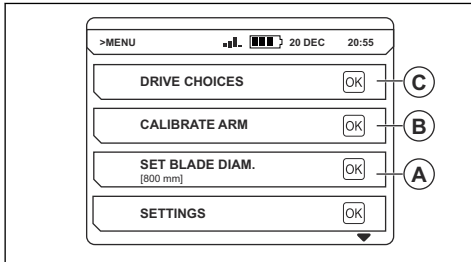 >MENU 20 DEC 20:55
DRIVE CHOICES OK C
CALIBRATE ARM OK B
SET BLADE DIAM. OK A
[800 mm]
SETTINGS OK